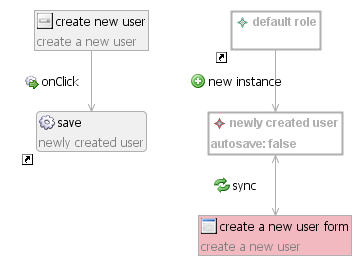 create new user
create a new user
onClick
save
newly created user
default role
new instance
newly created user
autosave: false
sync
create a new user form
create a new user